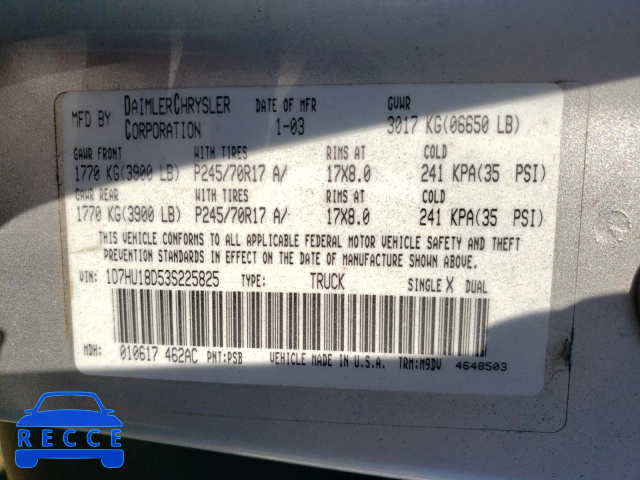 MFD BY DAIMLERCHRYSLER CORPORATION DATE OF MFR 1-03 GVWR 3017 KG(06650 LB)
GAWR FRONT WITH TIRES RIMS AT COLD
1770 KG(3900 LB) P245/70R17 A/ 17X8.0 241 KPA(35 PSI)
GAWR REAR WITH TIRES RIMS AT COLD
1770 KG(3900 LB) P245/70R17 A/ 17X8.0 241 KPA(35 PSI)
THIS VEHICLE CONFORMS TO ALL APPLICABLE FEDERAL MOTOR VEHICLE SAFETY AND THEFT
PREVENTION STANDARDS IN EFFECT ON THE DATE OF MANUFACTURE SHOWN ABOVE.
VIN: 1D7HU18D53S225825 TYPE: TRUCK SINGLE X DUAL
MDH: 010617 462AC PNT:PSB VEHICLE MADE IN U.S.A. TRM:M9DV 4648503
RECCE